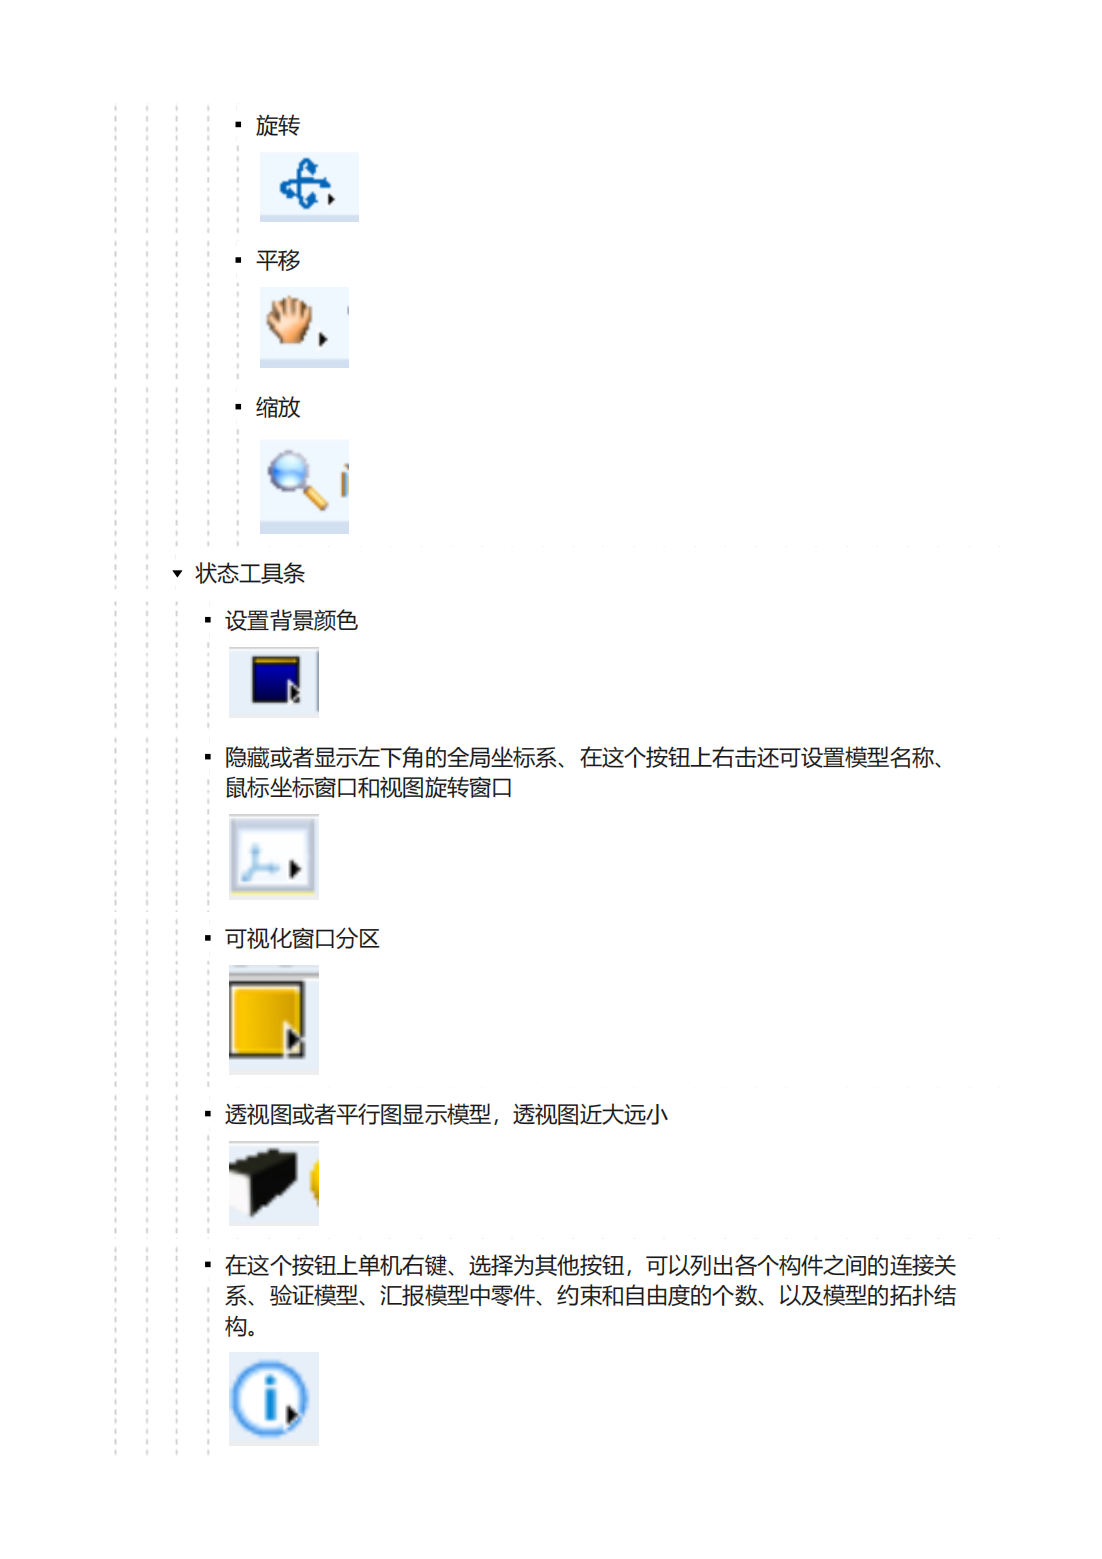 旋转
平移
缩放
状态工具条
设置背景颜色
隐藏或者显示左下角的全局坐标系、在这个按钮上右击还可设置模型名称、
鼠标坐标窗口和视图旋转窗口
可视化窗口分区
透视图或者平行图显示模型，透视图近大远小
在这个按钮上单机右键、选择为其他按钮，可以列出各个构件之间的连接关
系、验证模型、汇报模型中零件、约束和自由度的个数、以及模型的拓扑结
构。